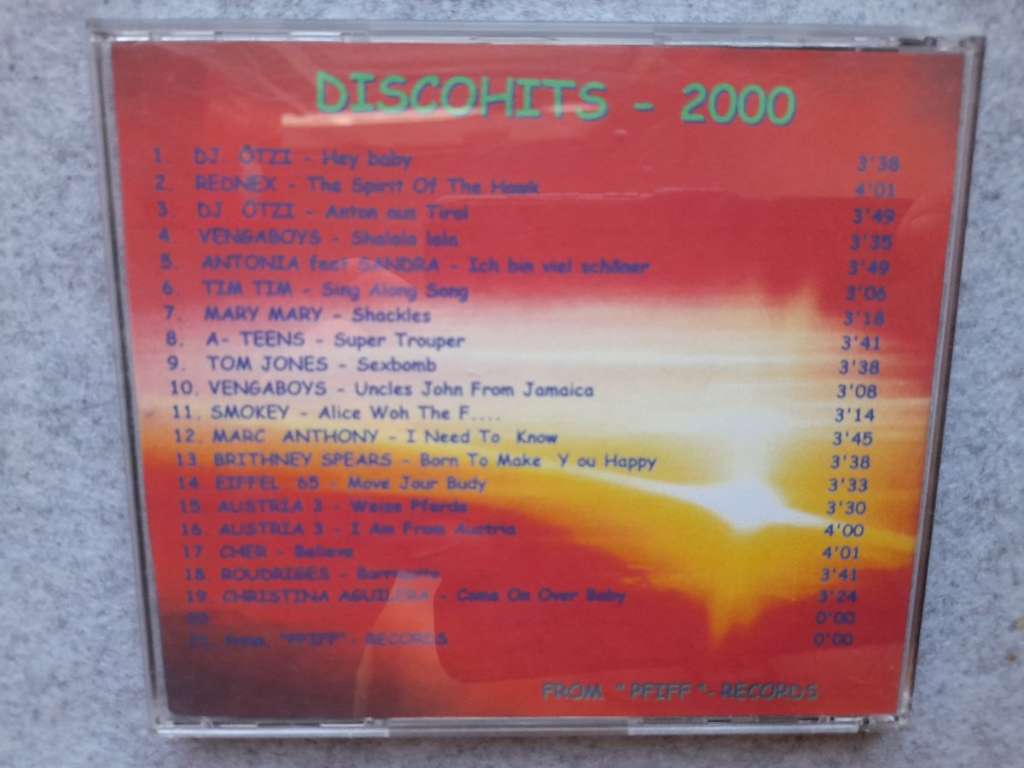 DISCOHITS - 2000
1. DJ ÖTZI - Hey baby 3'38
2. REDNEX - The Spirit Of The Hawk 4'01
3. DJ ÖTZI - Anton aus Tirol 3'49
4. VENGABOYS - Shalala lala 3'35
5. ANTONIA feat SANDRA - Ich bin viel schöner 3'49
6. TIM TIM - Sing Along Song 3'06
7. MARY MARY - Shackles 3'18
8. A- TEENS - Super Trouper 3'41
9. TOM JONES - Sexbomb 3'38
10. VENGABOYS - Uncles John From Jamaica 3'08
11. SMOKEY - Alice Woh The F.... 3'14
12. MARC ANTHONY - I Need To Know 3'45
13. BRITHNEY SPEARS - Born To Make Y ou Happy 3'38
14. EIFFEL 65 - Move Jour Budy 3'33
15. AUSTRIA 3 - Weisse Pferde 3'30
16. AUSTRIA 3 - I Am From Austria 4'00
17. CHER - Believe 4'01
18. ROUDRIGES - 3'41
19. CHRISTINA AGUILERA - Come On Over Baby 3'24
20. 0'00
21. "PFIFF" - RECORDS 0'00
FROM "PFIFF"- RECORDS